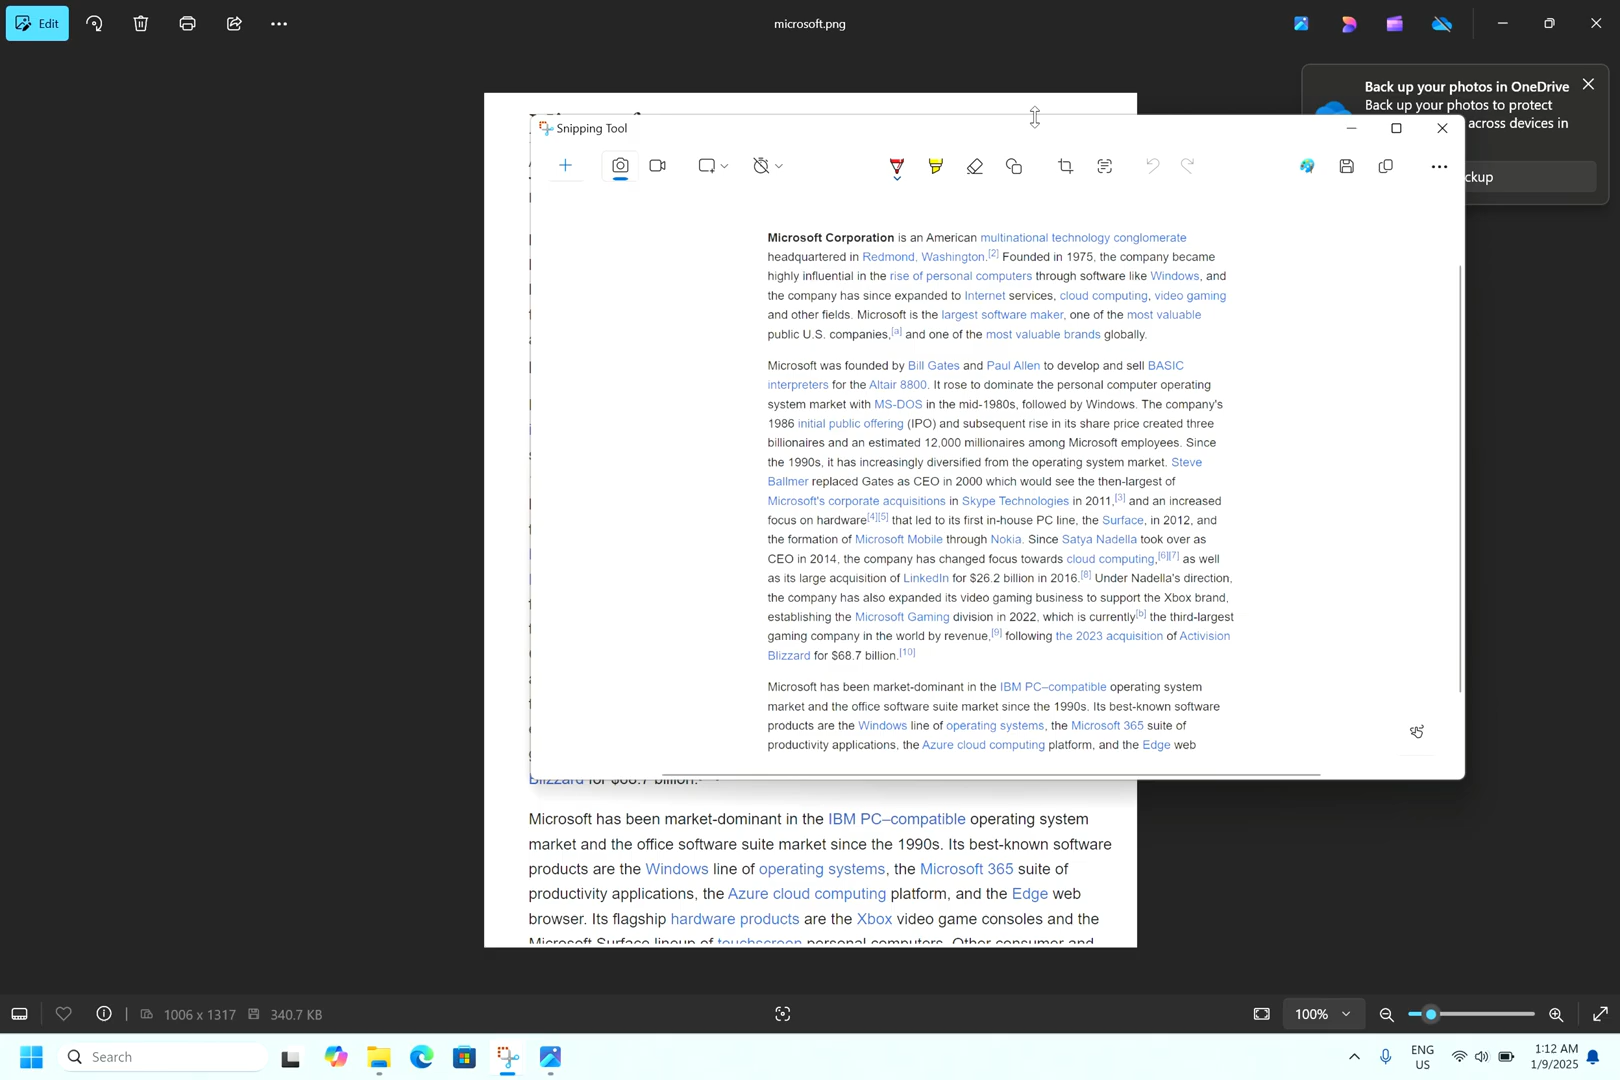 Edit
microsoft.png
Back up your photos in OneDrive
Back up your photos to protect
across devices in
ckup
Snipping Tool
Microsoft Corporation is an American multinational technology conglomerate
headquartered in Redmond, Washington.[2] Founded in 1975, the company became
highly influential in the rise of personal computers through software like Windows, and
the company has since expanded to Internet services, cloud computing, video gaming
and other fields. Microsoft is the largest software maker, one of the most valuable
public U.S. companies,[a] and one of the most valuable brands globally.
Microsoft was founded by Bill Gates and Paul Allen to develop and sell BASIC
interpreters for the Altair 8800. It rose to dominate the personal computer operating
system market with MS-DOS in the mid-1980s, followed by Windows. The company's
1986 initial public offering (IPO) and subsequent rise in its share price created three
billionaires and an estimated 12,000 millionaires among Microsoft employees. Since
the 1990s, it has increasingly diversified from the operating system market. Steve
Ballmer replaced Gates as CEO in 2000 which would see the then-largest of
Microsoft's corporate acquisitions in Skype Technologies in 2011,[3] and an increased
focus on hardware[4][5] that led to its first in-house PC line, the Surface, in 2012, and
the formation of Microsoft Mobile through Nokia. Since Satya Nadella took over as
CEO in 2014, the company has changed focus towards cloud computing,[6][7] as well
as its large acquisition of LinkedIn for $26.2 billion in 2016.[8] Under Nadella's direction,
the company has also expanded its video gaming business to support the Xbox brand,
establishing the Microsoft Gaming division in 2022, which is currently[b] the third-largest
gaming company in the world by revenue,[9] following the 2023 acquisition of Activision
Blizzard for $68.7 billion.[10]
Microsoft has been market-dominant in the IBM PC–compatible operating system
market and the office software suite market since the 1990s. Its best-known software
products are the Windows line of operating systems, the Microsoft 365 suite of
productivity applications, the Azure cloud computing platform, and the Edge web
Blizzard for $68.7 billion.
Microsoft has been market-dominant in the IBM PC–compatible operating system
market and the office software suite market since the 1990s. Its best-known software
products are the Windows line of operating systems, the Microsoft 365 suite of
productivity applications, the Azure cloud computing platform, and the Edge web
browser. Its flagship hardware products are the Xbox video game consoles and the
Microsoft Surface lineup of touchscreen personal computers. Other consumer and
1006 x 1317 340.7 KB
100%
Search
ENG
US
1:12 AM
1/9/2025